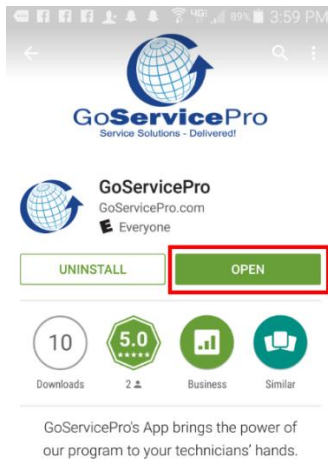 4G 89% 3:59 PM
GoServicePro
Service Solutions - Delivered!
GoServicePro
GoServicePro.com
E Everyone
UNINSTALL
OPEN
10
5.0
Downloads
2
Business
Similar
GoServicePro's App brings the power of
our program to your technicians' hands.